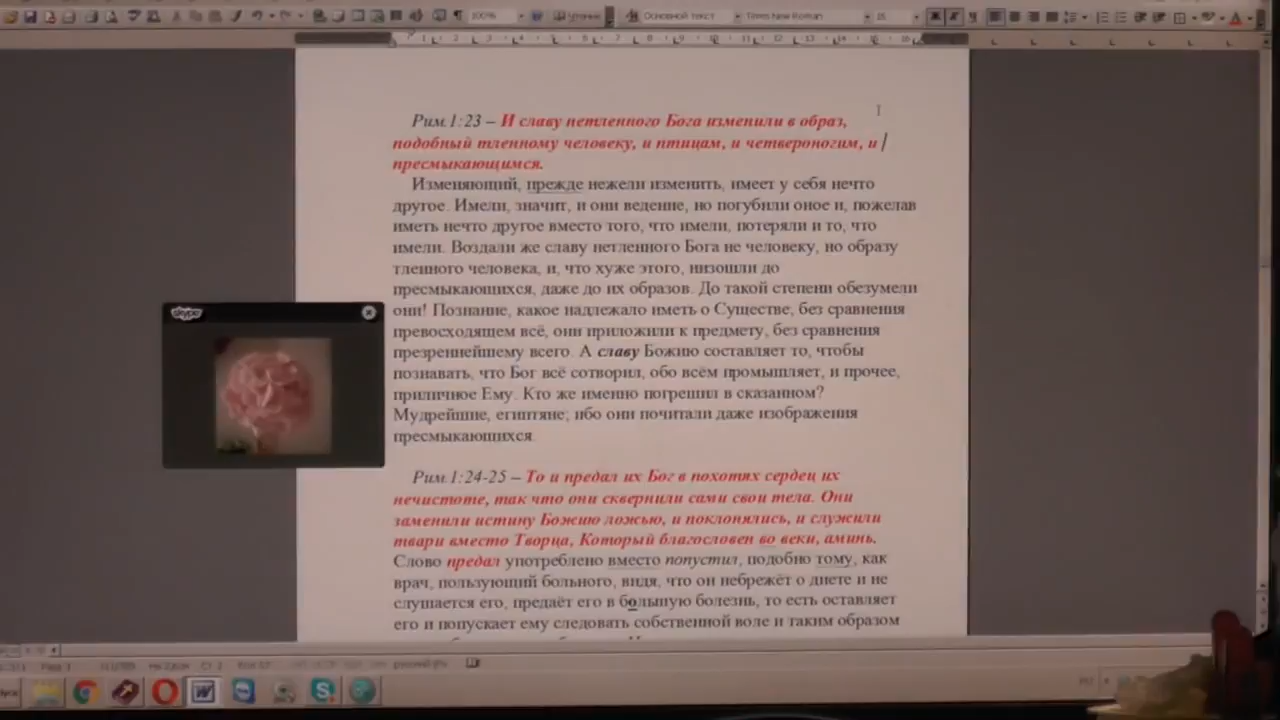 100%
Чтение
Основной текст
Times New Roman
Рим.1:23 – И славу нетленного Бога изменили в образ,
подобный тленному человеку, и птицам, и четвероногим, и
пресмыкающимся.
Изменяющий, прежде нежели изменить, имеет у себя нечто
другое. Имели, значит, и они ведение, но погубили оное и, пожелав
иметь нечто другое вместо того, что имели, потеряли и то, что
имели. Воздали же славу нетленного Бога не человеку, но образу
тленного человека, и, что хуже этого, низошли до
пресмыкающихся, даже до их образов. До такой степени обезумели
они! Познание, какое надлежало иметь о Существе, без сравнения
превосходящем всё, они приложили к предмету, без сравнения
презреннейшему всего. А славу Божию составляет то, чтобы
познавать, что Бог всё сотворил, обо всём промышляет, и прочее,
приличное Ему. Кто же именно погрешил в сказанном?
Мудрейшие, египтяне; ибо они почитали даже изображения
пресмыкающихся.
skype
Рим.1:24-25 – То и предал их Бог в похотях сердец их
нечистоте, так что они сквернили сами свои тела. Они
заменили истину Божию ложью, и поклонялись, и служили
твари вместо Творца, Который благословен во веки, аминь.
Слово предал употреблено вместо попустил, подобно тому, как
врач, пользующий больного, видя, что он небрежёт о диете и не
слушается его, предаёт его в большую болезнь, то есть оставляет
его и попускает ему следовать собственной воле и таким образом